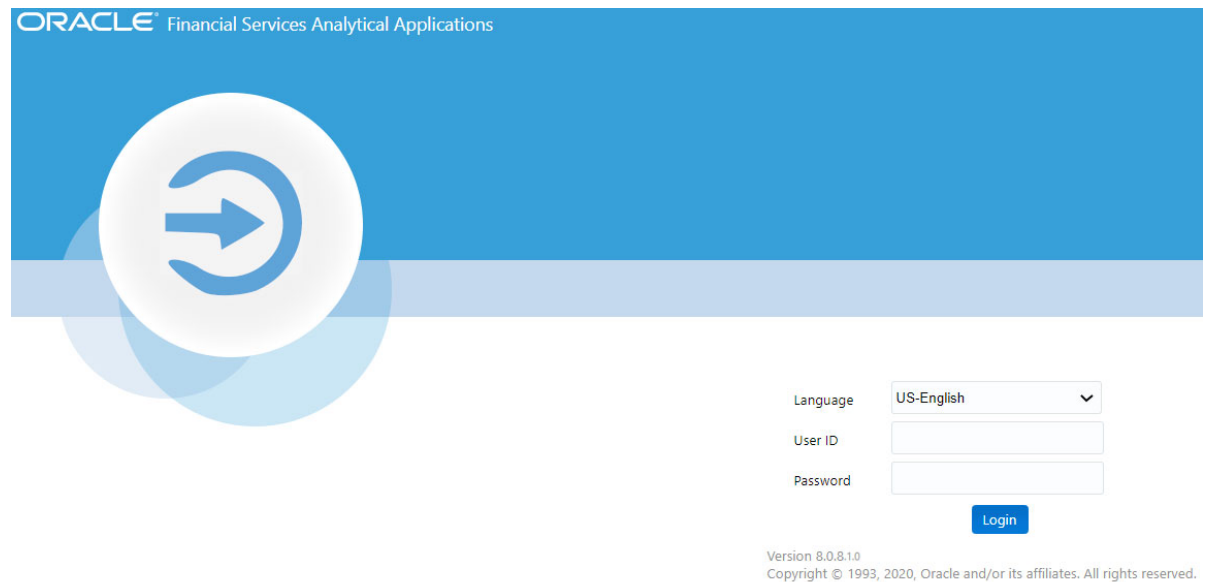 ORACLE® Financial Services Analytical Applications
Language US-English
User ID
Password
Login
Version 8.0.8.1.0
Copyright © 1993, 2020, Oracle and/or its affiliates. All rights reserved.